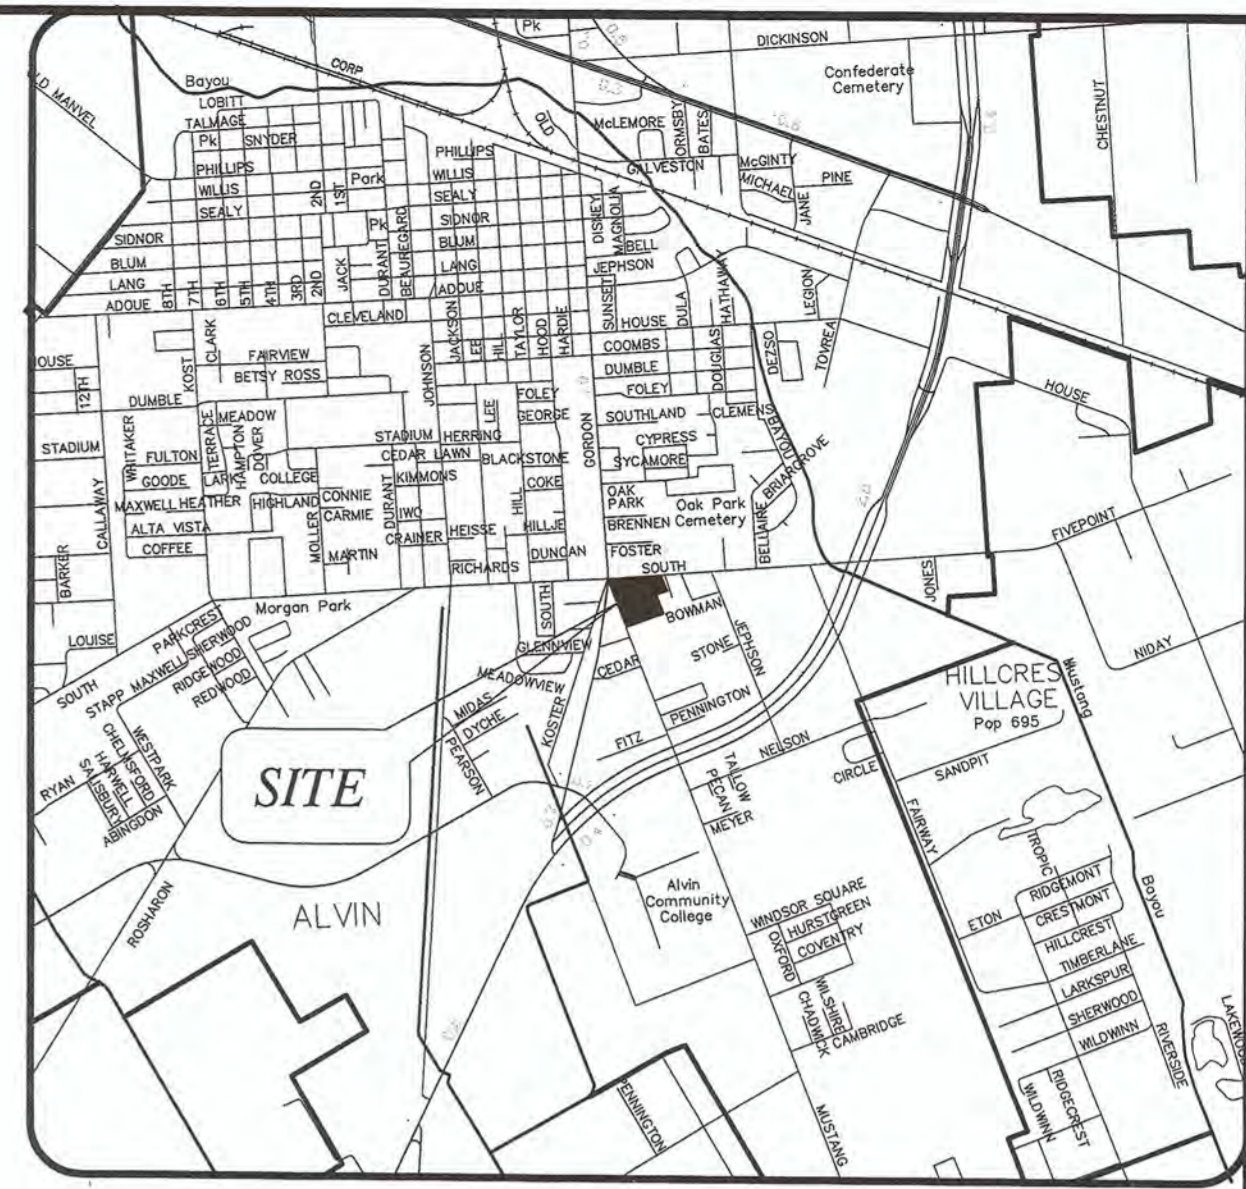 Pk
DICKINSON
CORP
Bayou
Confederate
Cemetery
LOBITT
TALMAGE
Pk
SNYDER
OLD
McLEMORE
ORMSBY
BATES
CHESTNUT
PHILLIPS
PHILLIPS
GALVESTON
McGINTY
WILLIS
2ND
1ST
Park
WILLIS
MICHAEL
PINE
SEALY
SEALY
DISNEY
MAGNOLIA
JANE
SIDNOR
Pk
SIDNOR
BLUM
BELL
BLUM
JACK
DURANT
BEAUREGARD
LANG
JEPHSON
LANG
ADOUE
ADOUE
8TH
7TH
6TH
5TH
4TH
3RD
2ND
SUNSET
DULA
HATHAWAY
LEGION
CLEVELAND
CLARK
JACKSON
LEE
HILL
TAYLOR
HOOD
HARDIE
HOUSE
COOMBS
DEZSO
TOVREA
FAIRVIEW
BETSY ROSS
KOST
JOHNSON
DUMBLE
DOUGLAS
FOLEY
12TH
DUMBLE
FOLEY
HOUSE
MEADOW
LEE
GEORGE
SOUTHLAND
CLEMENS
STADIUM
WHITAKER
TERRACE
HAMPTON
DOVER
STADIUM
HERRING
GORDON
CYPRESS
BAYOU
BRIARGROVE
FULTON
CEDAR LAWN
BLACKSTONE
SYCAMORE
GOODE
LARK
COLLEGE
KIMMONS
COKE
CALLAWAY
MAXWELL
HEATHER
HIGHLAND
CONNIE
DURANT
HILL
OAK
PARK
Oak Park
Cemetery
ALTA VISTA
CARMIE
IWO
HEISSE
HILLJE
BRENNEN
BELLAIRE
FIVEPOINT
COFFEE
MOLLER
MARTIN
CRAINER
DUNCAN
FOSTER
BARKER
RICHARDS
SOUTH
JONES
Morgan Park
SOUTH
BOWMAN
LOUISE
PARKCREST
SHERWOOD
GLENNVIEW
STONE
JEPHSON
NIDAY
MAXWELL
RIDGEWOOD
REDWOOD
MEADOWVIEW
CEDAR
SOUTH
STAPP
MIDAS
DYCHE
KOSTER
PENNINGTON
HILLCRES
VILLAGE
Pop 695
Mustang
WESTPARK
CHELMSFORD
HARWELL
SALISBURY
PEARSON
FITZ
NELSON
RYAN
ABINGDON
SITE
TALLOW
PECAN
MEYER
CIRCLE
SANDPIT
FAIRWAY
TROPIC
ROSHARON
ALVIN
Alvin
Community
College
WINDSOR SQUARE
HURSTGREEN
OXFORD
COVENTRY
RIDGEMONT
Bayou
ETON
CRESTMONT
HILLCREST
TIMBERLANE
LARKSPUR
CHADWICK
WILSHIRE
CAMBRIDGE
SHERWOOD
WILDWINN
RIVERSIDE
PENNINGTON
MUSTANG
WILDWINN
RIDGECREST